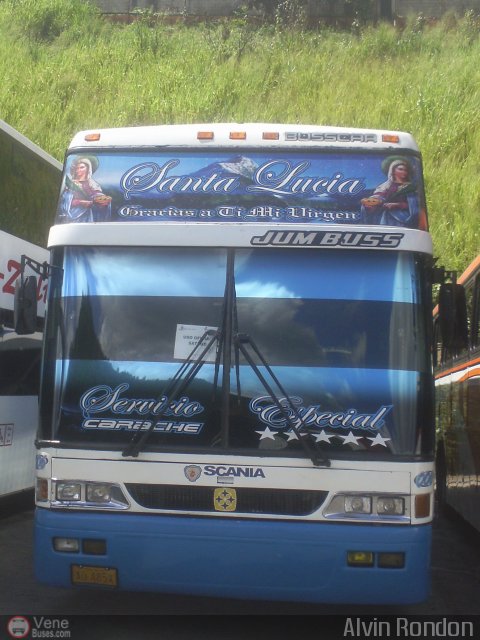 BUSSCAR
Santa Lucia
Gracias a Ti Mi Virgen
JUM BUSS
Servicio Especial
CARACHE
SCANIA
Vene
Buses.com
Alvin Rondon